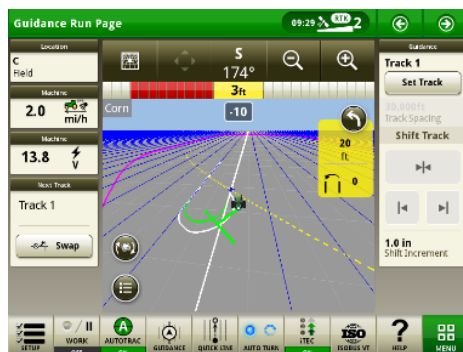 Guidance Run Page
09:29
RTK
2
Location
C
Field
Machine
2.0
mi/h
Machine
13.8
V
Next Track
Track 1
Swap
S
174°
3ft
Corn
-10
20
ft
0
Guidance
Track 1
Set Track
30.000ft
Track Spacing
Shift Track
1.0 in
Shift Increment
SETUP
WORK
OFF
A
AUTOTRAC
GUIDANCE
QUICK LINE
AUTO TURN
iTEC
ISO
ISOBUS VT
?
HELP
MENU